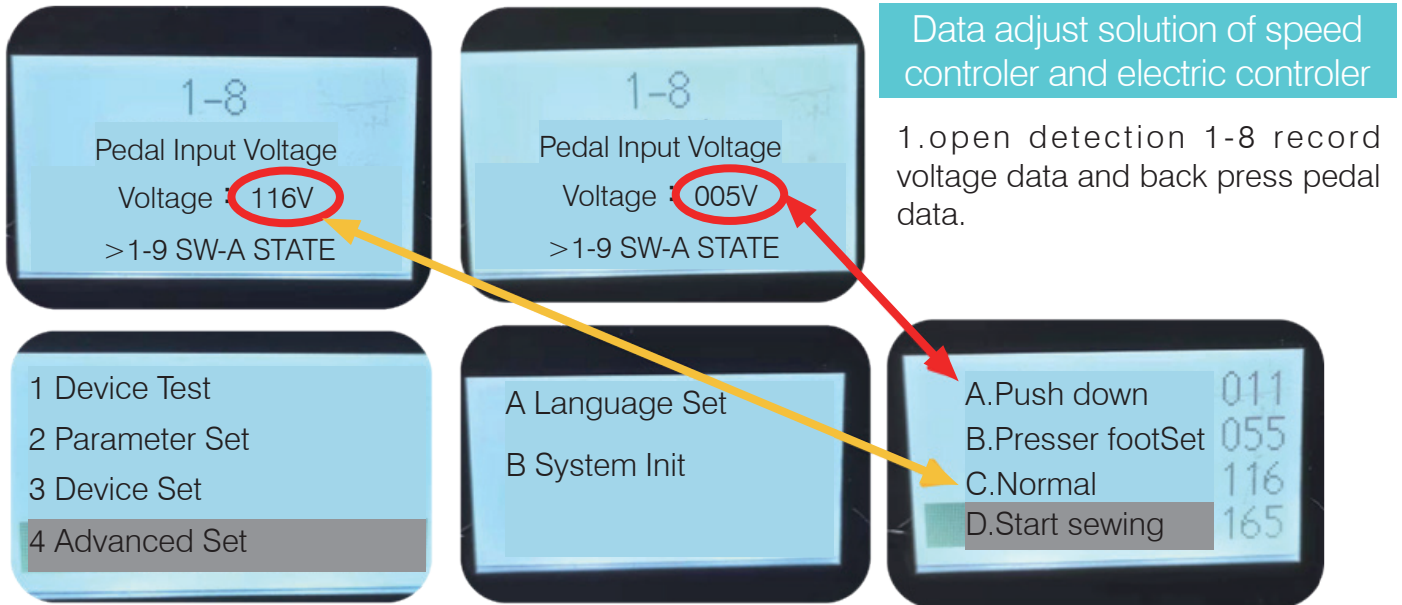 1-8
Pedal Input Voltage
Voltage : 116V
>1-9 SW-A STATE
1-8
Pedal Input Voltage
Voltage : 005V
>1-9 SW-A STATE
Data adjust solution of speed
controler and electric controler
1.open detection 1-8 record
voltage data and back press pedal
data.
1 Device Test
2 Parameter Set
3 Device Set
4 Advanced Set
A Language Set
B System Init
A.Push down 011
B.Presser footSet 055
C.Normal 116
D.Start sewing 165